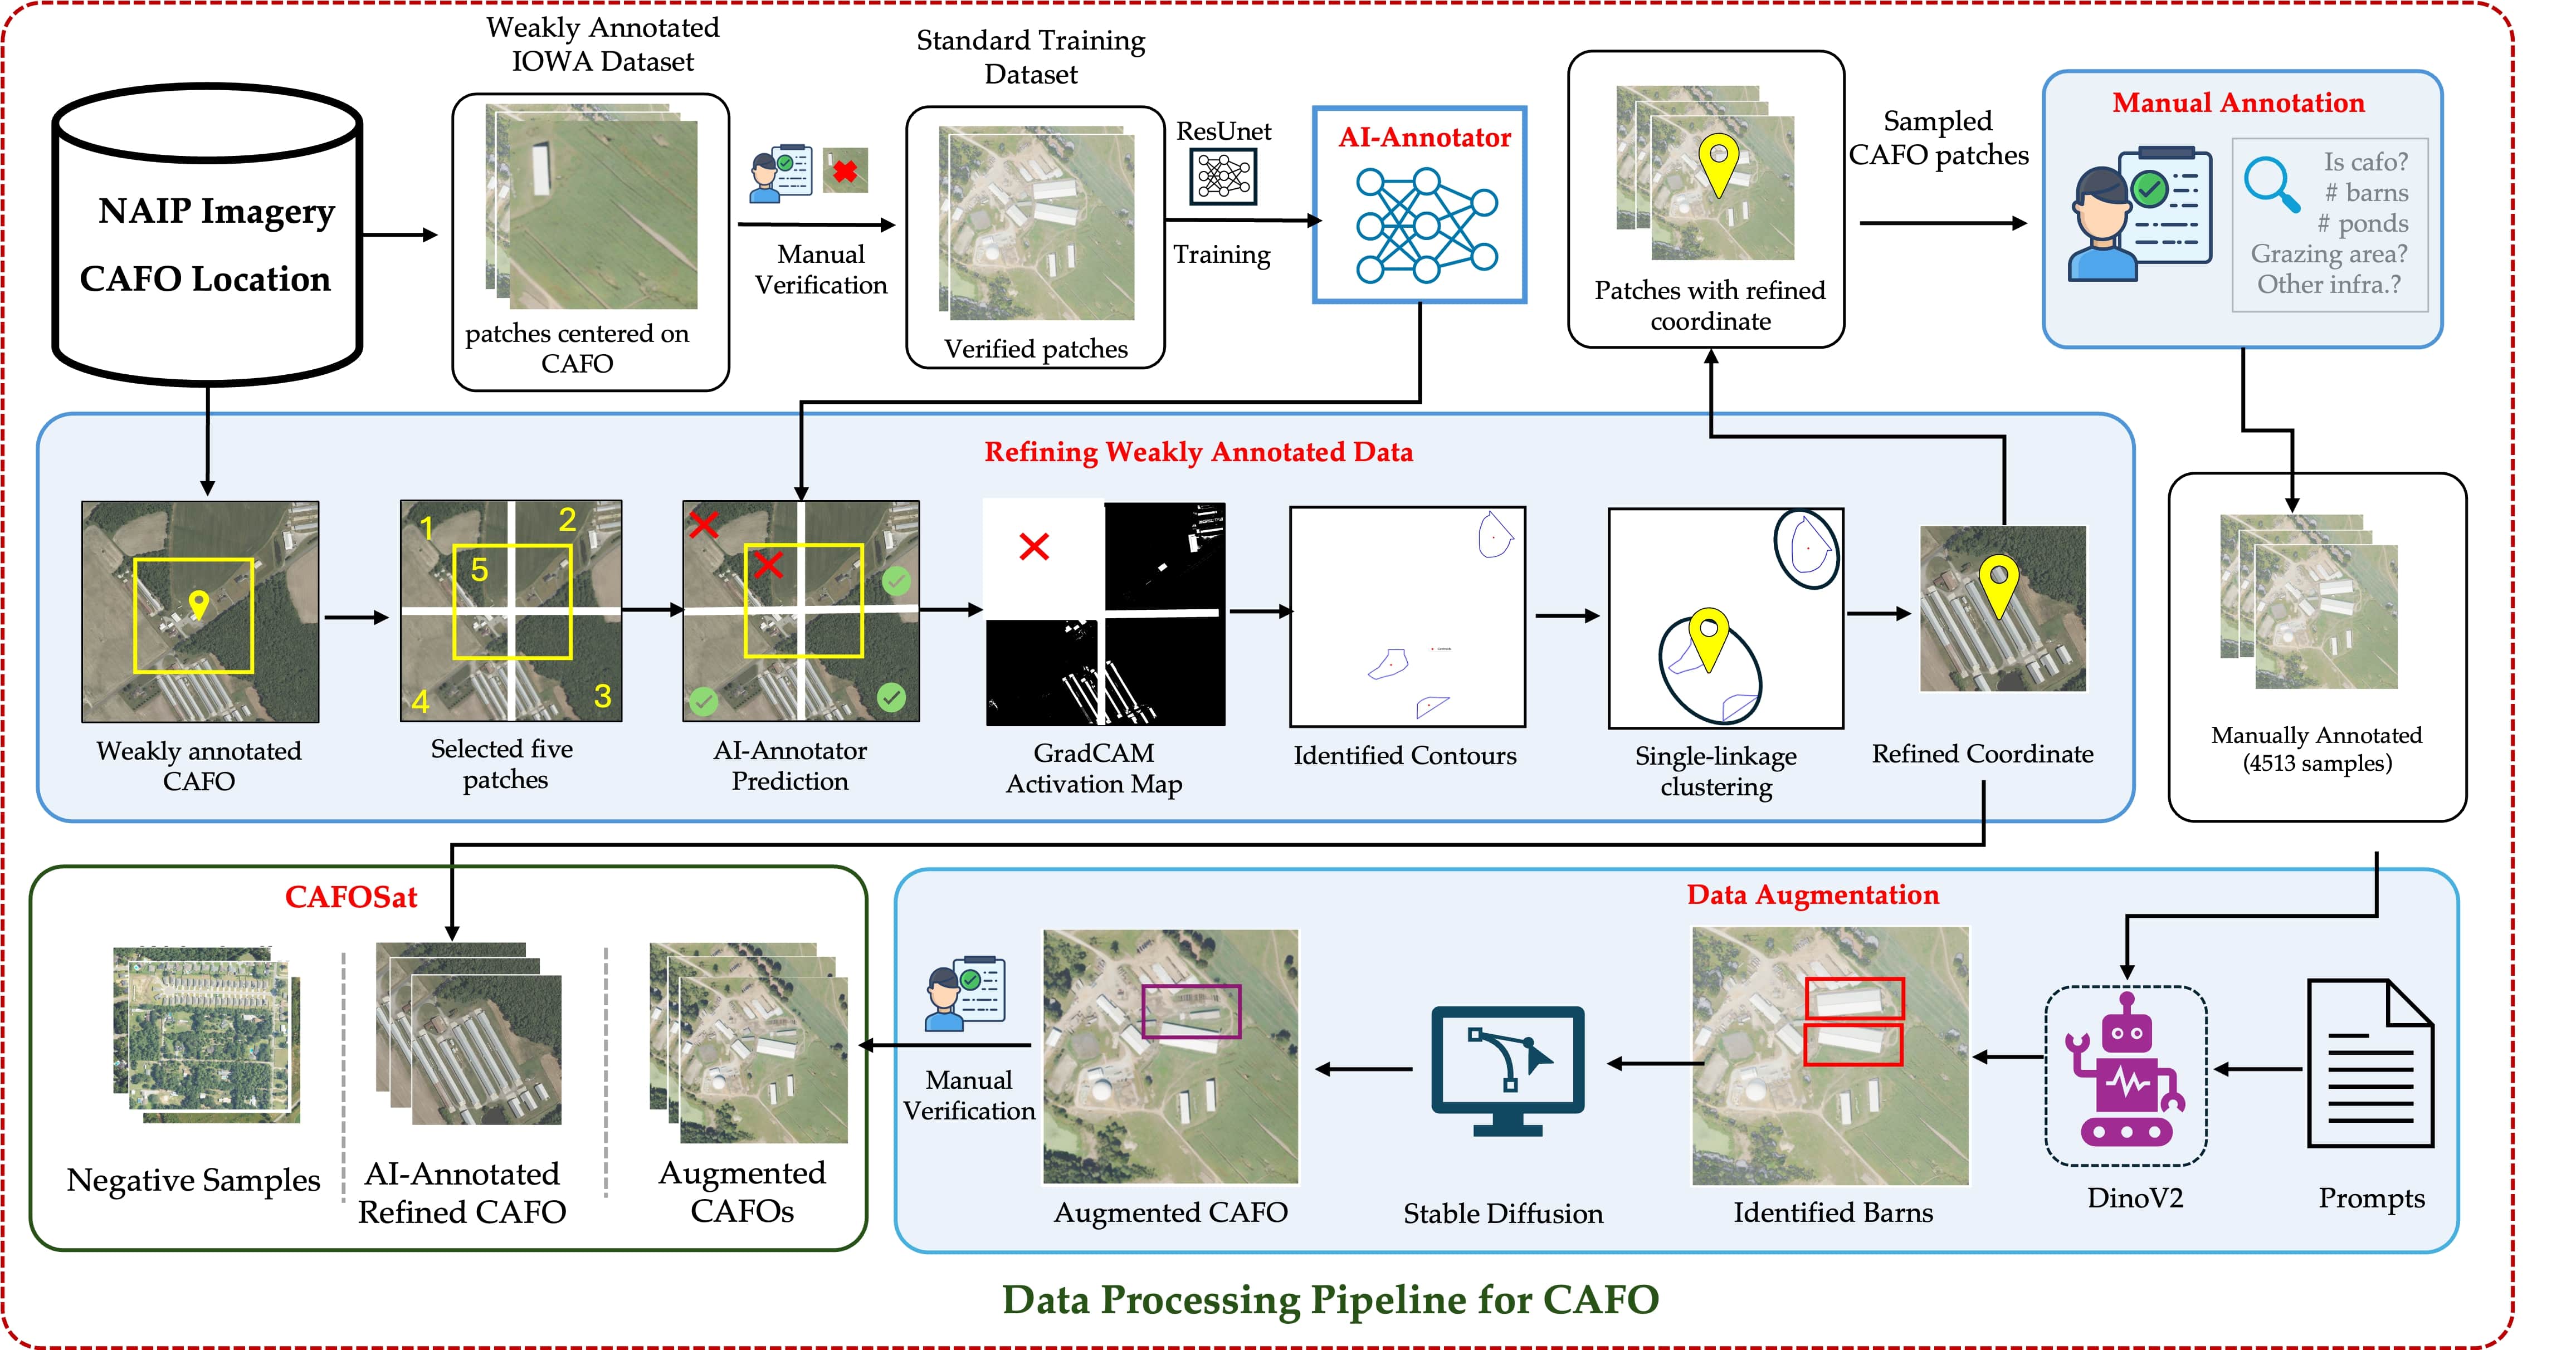 Weakly Annotated
IOWA Dataset
Standard Training
Dataset
NAIP Imagery
CAFO Location
patches centered on
CAFO
Manual
Verification
Verified patches
ResUnet
Training
AI-Annotator
Patches with refined
coordinate
Sampled
CAFO patches
Manual Annotation
Is cafo?
# barns
# ponds
Grazing area?
Other infra.?
Refining Weakly Annotated Data
1
2
5
4
3
Weakly annotated
CAFO
Selected five
patches
AI-Annotator
Prediction
GradCAM
Activation Map
Identified Contours
Single-linkage
clustering
Refined Coordinate
Manually Annotated
(4513 samples)
CAFOSat
Negative Samples
AI-Annotated
Refined CAFO
Augmented
CAFOs
Data Augmentation
Manual
Verification
Augmented CAFO
Stable Diffusion
Identified Barns
DinoV2
Prompts
Data Processing Pipeline for CAFO